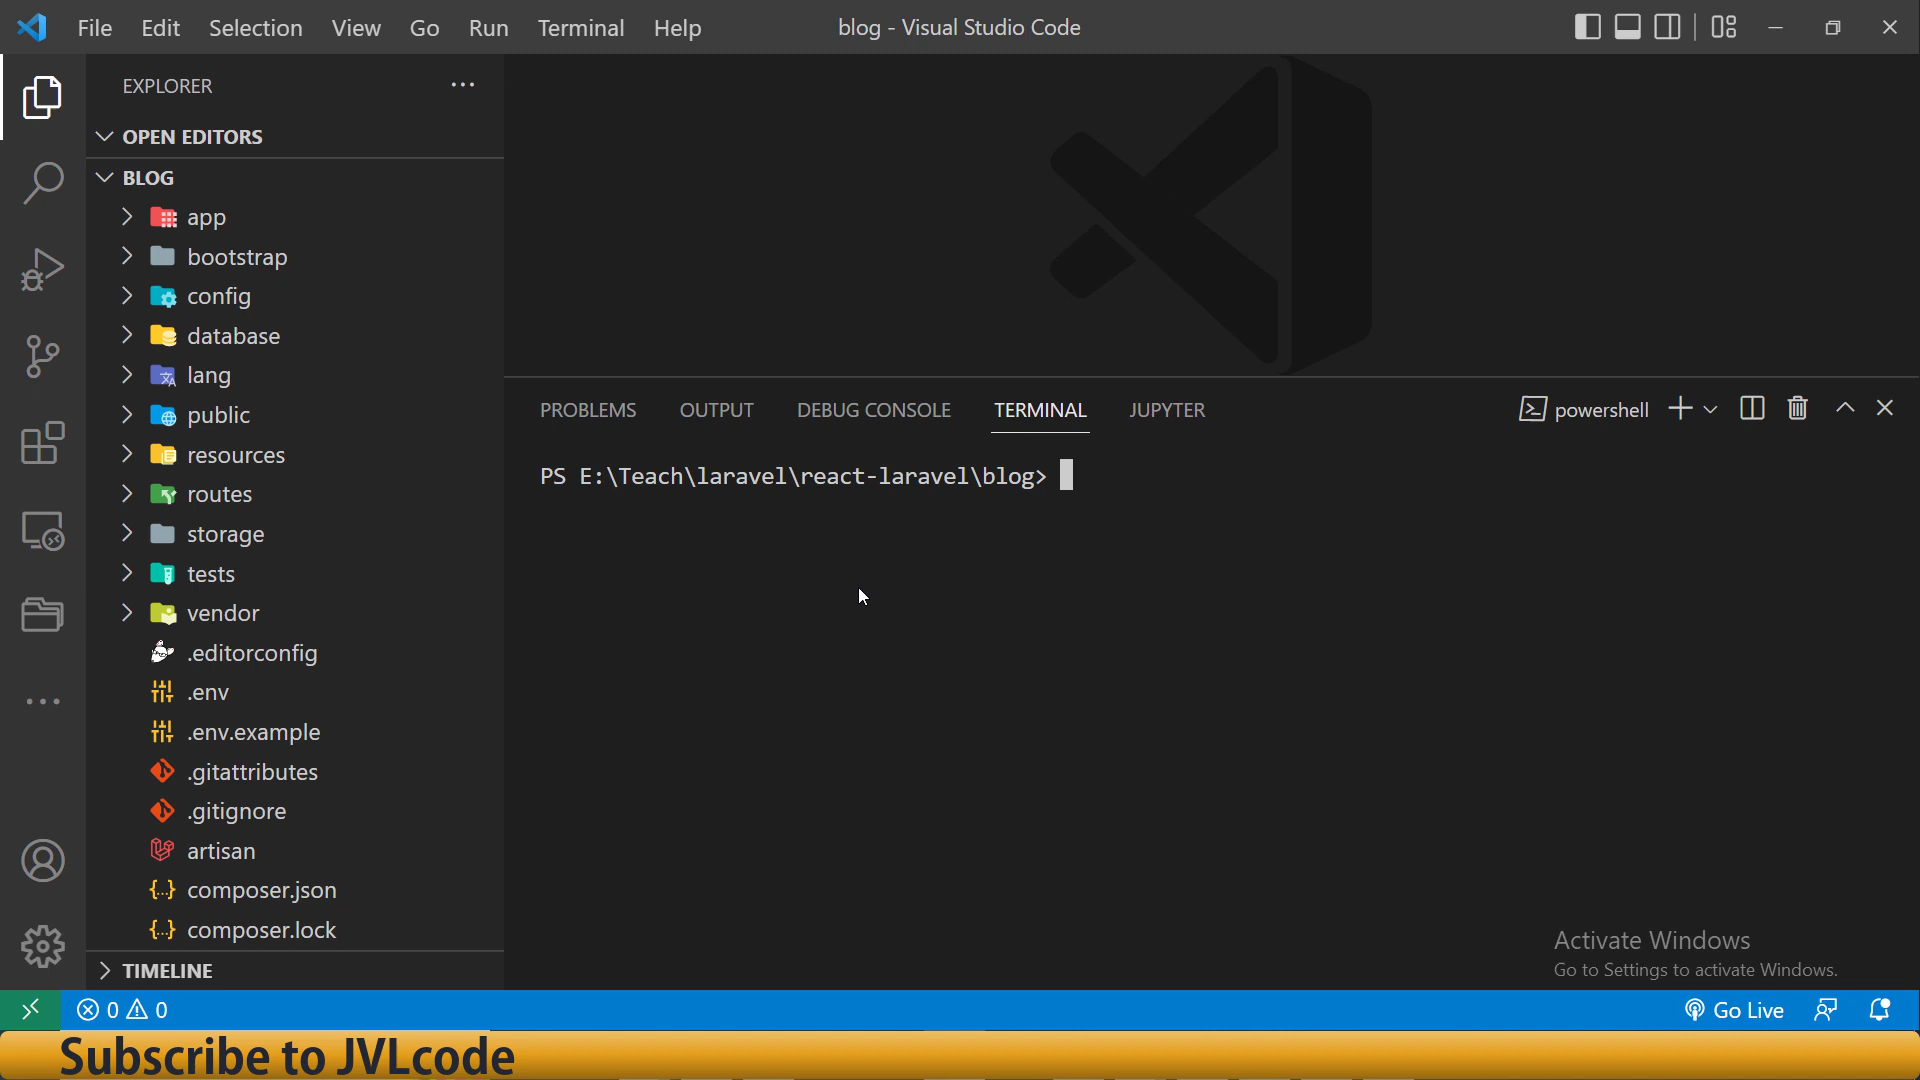 File Edit Selection View Go Run Terminal Help blog - Visual Studio Code
EXPLORER
OPEN EDITORS
BLOG
app
bootstrap
config
database
lang
public
resources
routes
storage
tests
vendor
.editorconfig
.env
.env.example
.gitattributes
.gitignore
artisan
composer.json
composer.lock
TIMELINE
PROBLEMS OUTPUT DEBUG CONSOLE TERMINAL JUPYTER powershell
PS E:\Teach\laravel\react-laravel\blog>
Activate Windows
Go to Settings to activate Windows.
0 0 Go Live
Subscribe to JVLcode